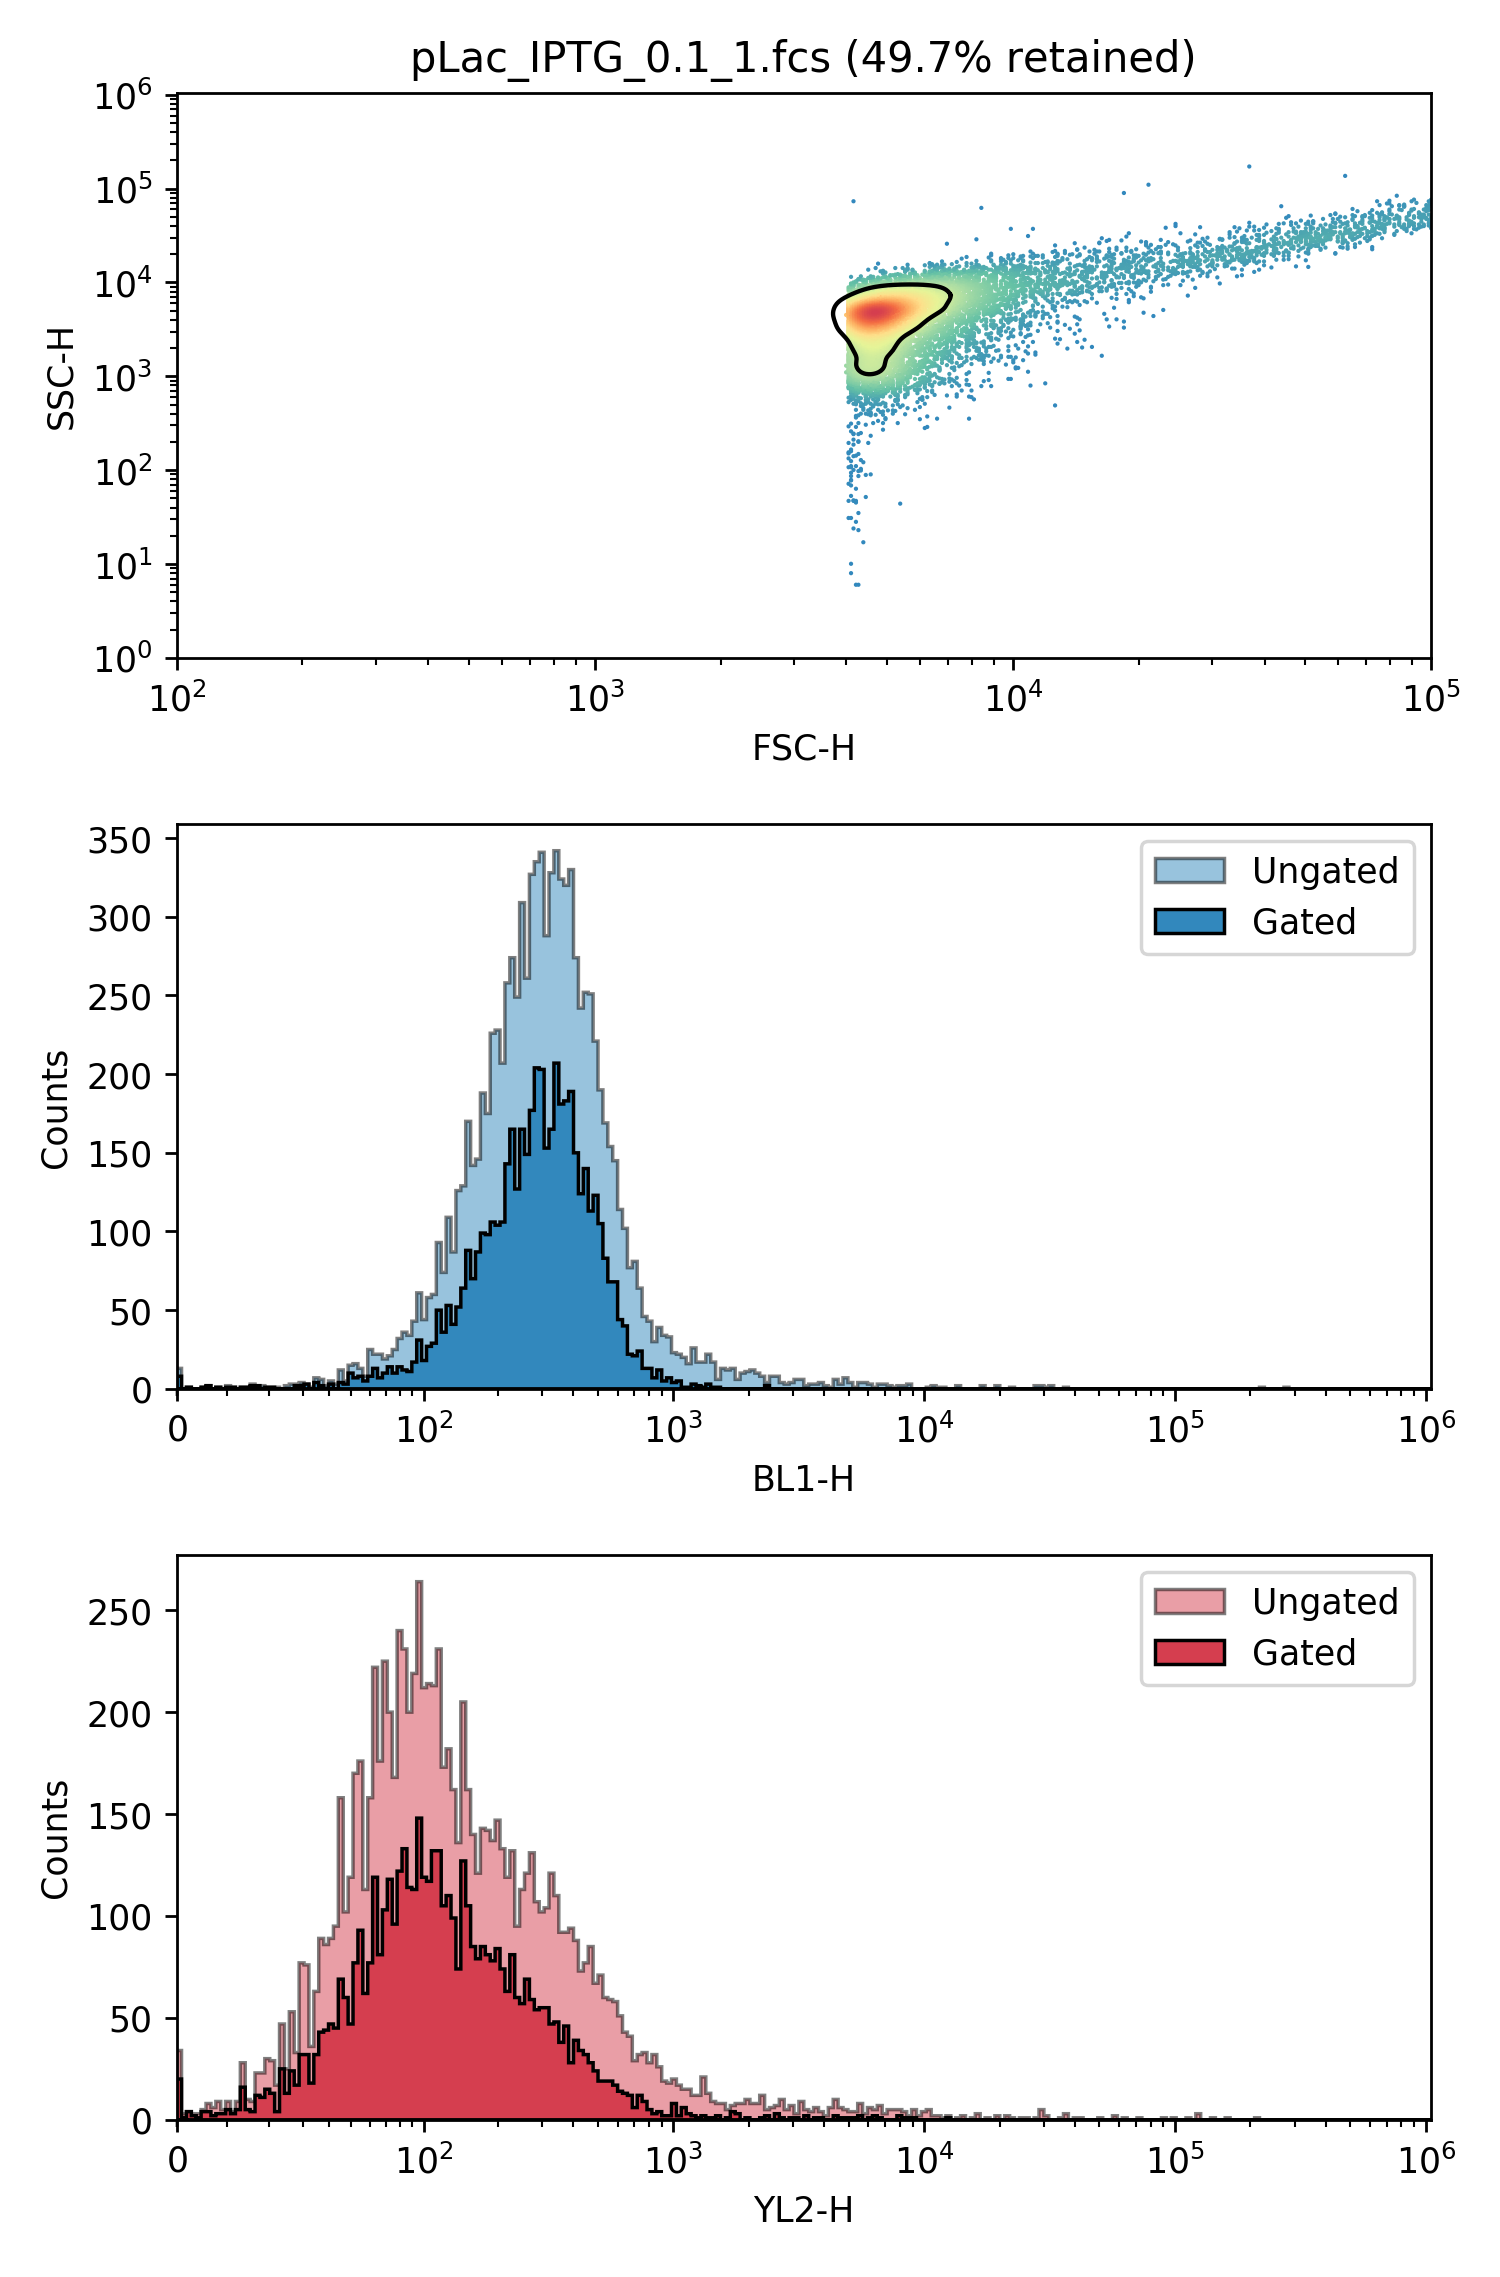 pLac_IPTG_0.1_1.fcs (49.7% retained)
10⁶
10⁵
10⁴
10³
10²
10¹
10⁰
SSC-H
10² 10³ 10⁴ 10⁵
FSC-H
350
300
250
200
150
100
50
0
Counts
Ungated
Gated
0 10² 10³ 10⁴ 10⁵ 10⁶
BL1-H
250
200
150
100
50
0
Counts
Ungated
Gated
0 10² 10³ 10⁴ 10⁵ 10⁶
YL2-H